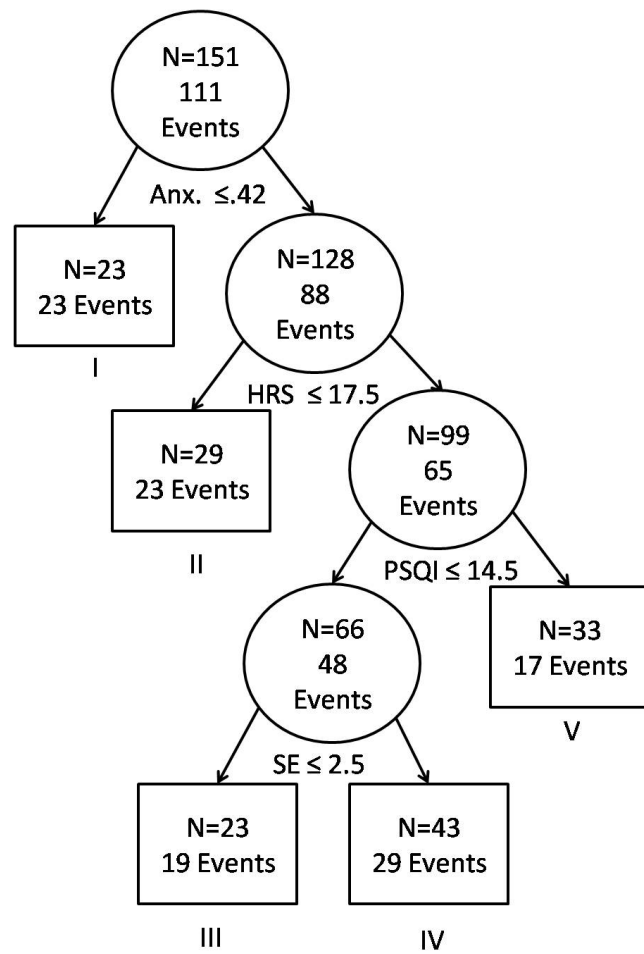 N=151
111
Events
Anx. ≤.42
N=23
23 Events
I
N=128
88
Events
HRS ≤ 17.5
N=29
23 Events
II
N=99
65
Events
PSQI ≤ 14.5
N=66
48
Events
N=33
17 Events
V
SE ≤ 2.5
N=23
19 Events
III
N=43
29 Events
IV